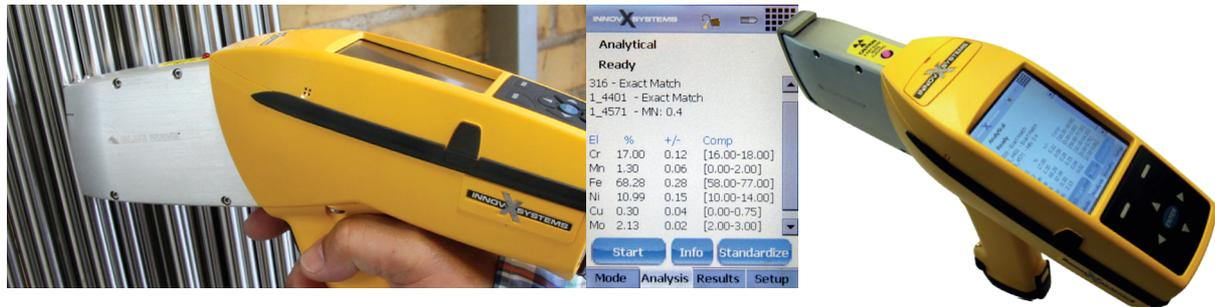 INNOV X SYSTEMS
INNOV X SYSTEMS
Analytical
Ready
316 - Exact Match
1_4401 - Exact Match
1_4571 - MN: 0.4
El % +/- Comp
Cr 17.00 0.12 [16.00-18.00]
Mn 1.30 0.06 [0.00-2.00]
Fe 68.28 0.28 [58.00-77.00]
Ni 10.99 0.15 [10.00-14.00]
Cu 0.30 0.04 [0.00-0.75]
Mo 2.13 0.02 [2.00-3.00]
Start Info Standardize
Mode Analysis Results Setup
CAUTION
INNOV X SYSTEMS
Analytical
Ready